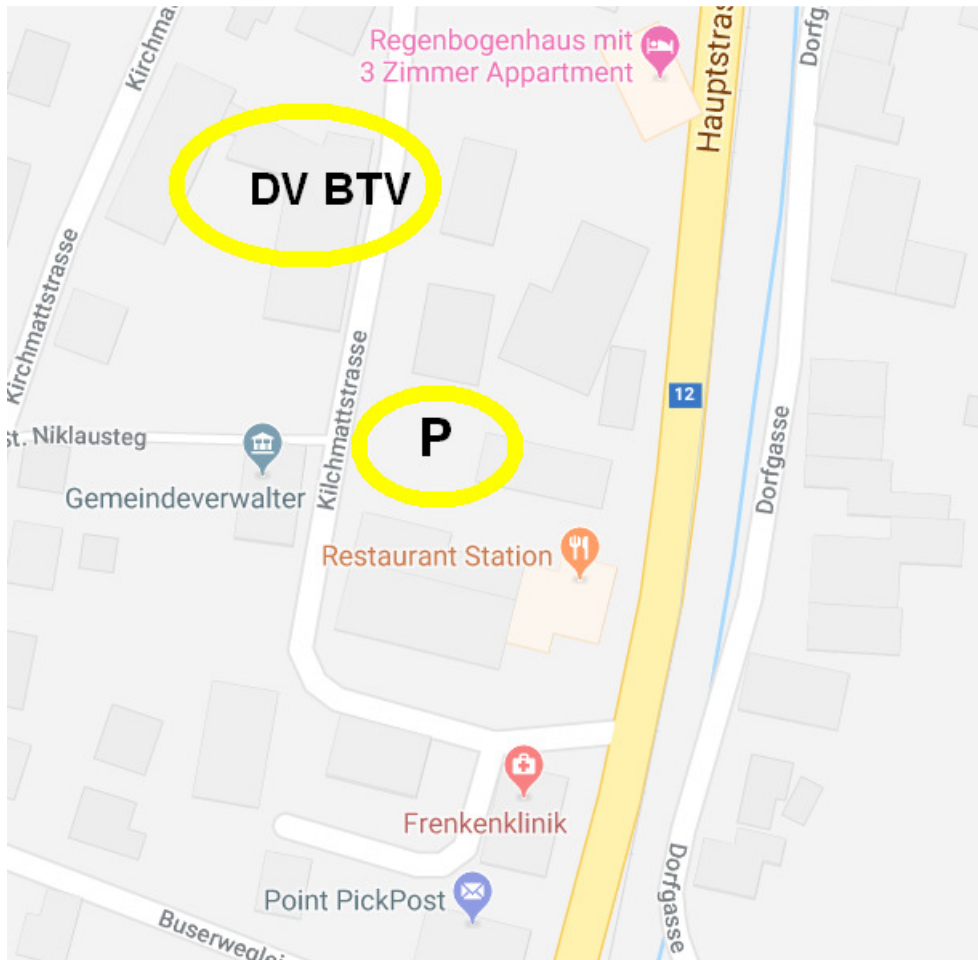 Kirchma
Regenbogenhaus mit
3 Zimmer Appartment
Hauptstras
Dorfg
DV BTV
Kirchmattstrasse
Kilchmattstrasse
12
P
st. Niklausteg
Gemeindeverwalter
Dorfgasse
Restaurant Station
Frenkenklinik
Point PickPost
Dorfgasse
Buserweglei